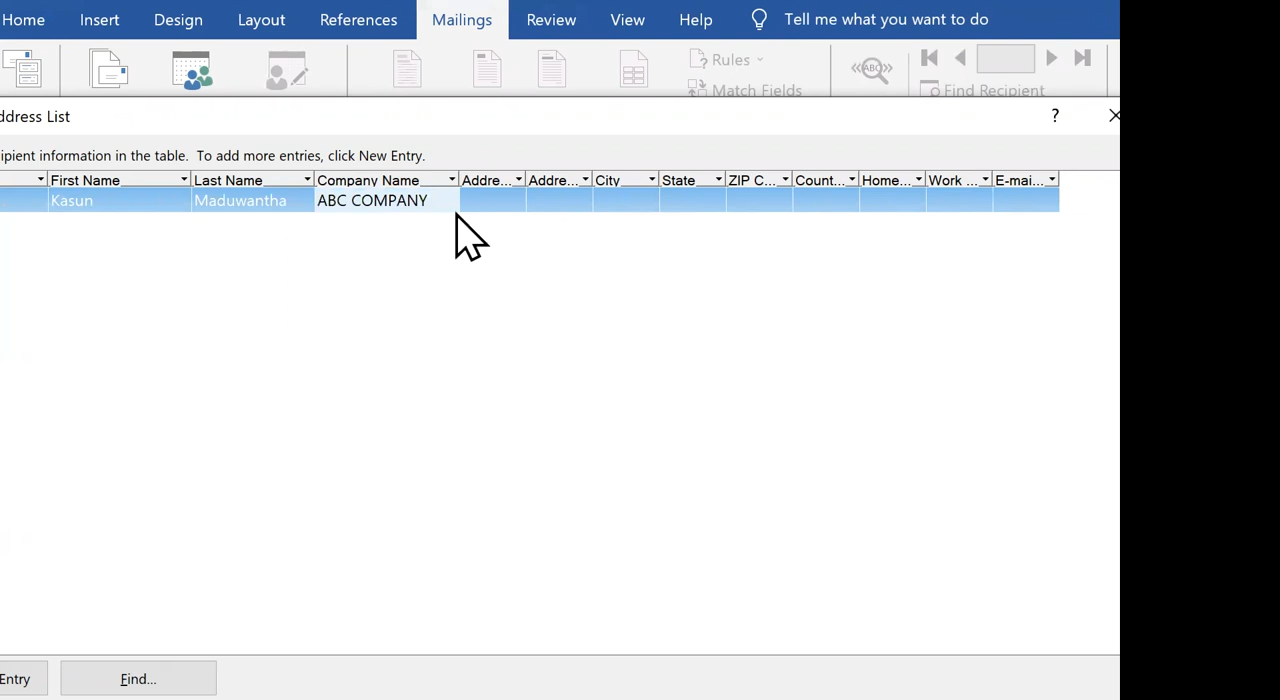 Home Insert Design Layout References Mailings Review View Help Tell me what you want to do
Rules
«ABC»
Match Fields
Find Recipient
ddress List ?
ipient information in the table. To add more entries, click New Entry.
First Name Last Name Company Name Addre... Addre... City State ZIP C... Count... Home... Work ... E-mai...
Kasun Maduwantha ABC COMPANY
Entry Find...